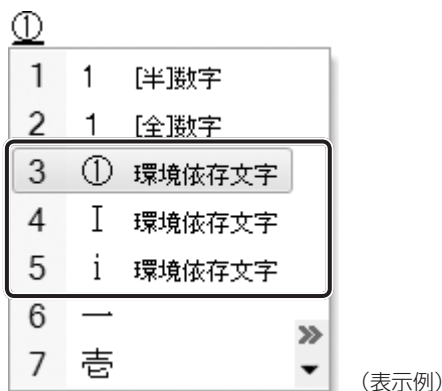 ①
1 1 [半]数字
2 1 [全]数字
3 ① 環境依存文字
4 Ⅰ 環境依存文字
5 ⅰ 環境依存文字
6 一
7 壱
(表示例)